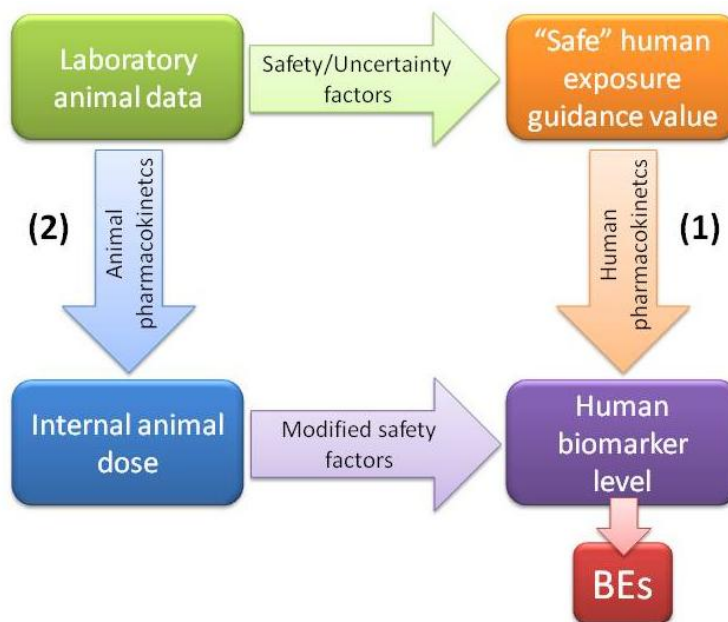 Laboratory
animal data
Safety/Uncertainty
factors
“Safe” human
exposure
guidance value
(2)
Animal
pharmacokinetcs
Human
pharmacokinetcs
(1)
Internal animal
dose
Modified safety
factors
Human
biomarker
level
BEs